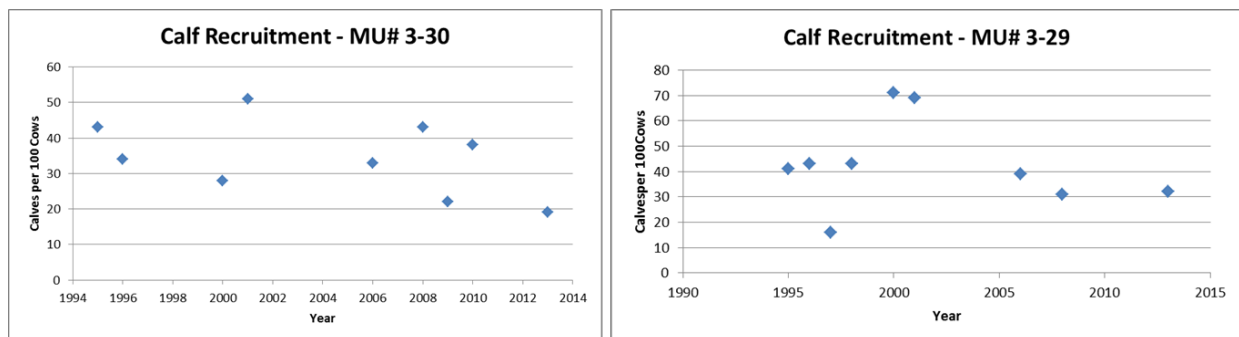 Calf Recruitment - MU# 3-30
60
50
40
30
20
10
0
Calves per 100 Cows
1994 1996 1998 2000 2002 2004 2006 2008 2010 2012 2014
Year
Calf Recruitment - MU# 3-29
80
70
60
50
40
30
20
10
0
Calvesper 100Cows
1990 1995 2000 2005 2010 2015
Year